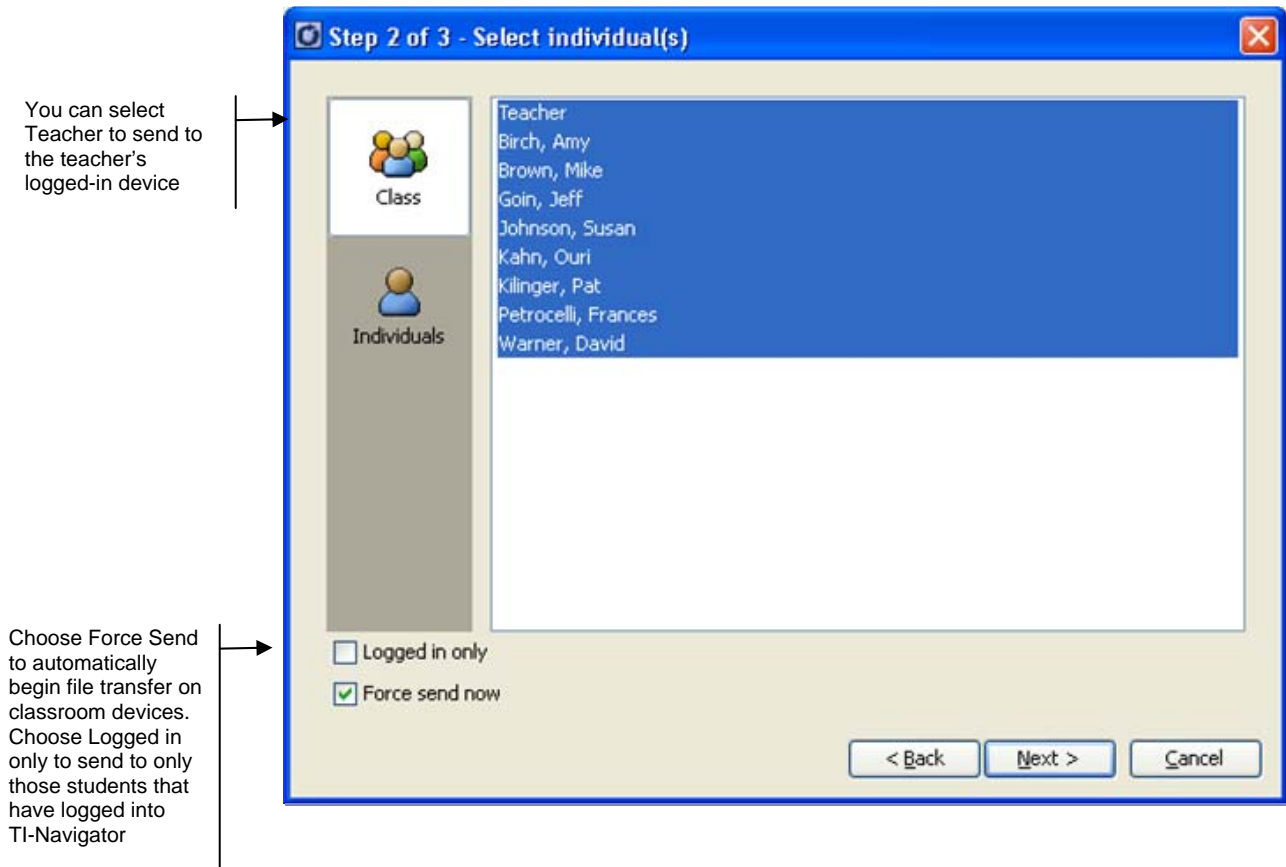 Step 2 of 3 - Select individual(s)
You can select
Teacher to send to
the teacher's
logged-in device
Class
Individuals
Teacher
Birch, Amy
Brown, Mike
Goin, Jeff
Johnson, Susan
Kahn, Ouri
Kilinger, Pat
Petrocelli, Frances
Warner, David
Choose Force Send
to automatically
begin file transfer on
classroom devices.
Choose Logged in
only to send to only
those students that
have logged into
TI-Navigator
Logged in only
Force send now
< Back
Next >
Cancel